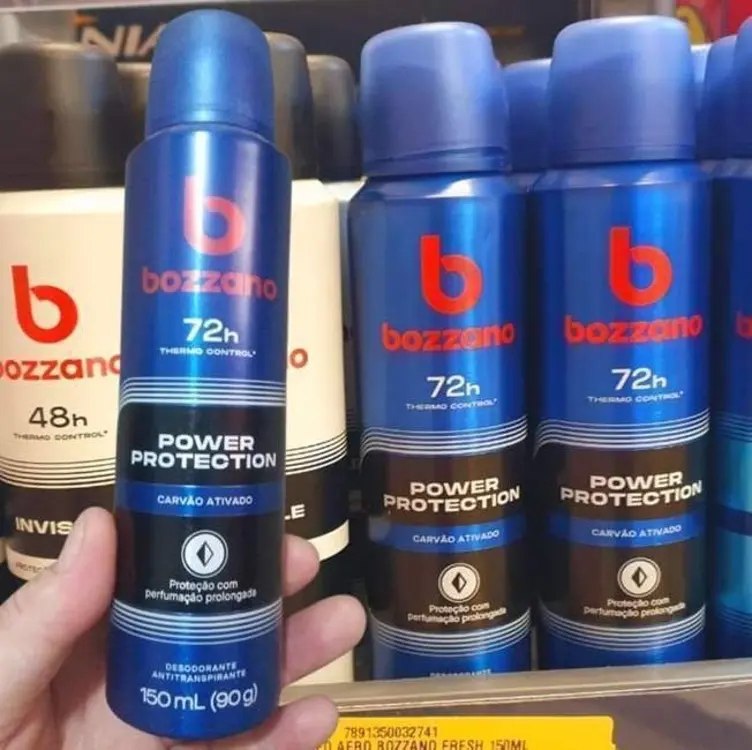 b
bozzano
72h
THERMO CONTROL*
POWER
PROTECTION
CARVÃO ATIVADO
Proteção com
perfumação prolongada
DESODORANTE
ANTITRANSPIRANTE
150 mL (90g)
b
bozzano
48h
THERMO CONTROL*
b
bozzano
72h
THERMO CONTROL*
POWER
PROTECTION
CARVÃO ATIVADO
Proteção com
perfumação prolongada
b
bozzano
72h
THERMO CONTROL*
POWER
PROTECTION
CARVÃO ATIVADO
Proteção com
perfumação prolongada
7891350032741
AERO BOZZANO FRESH 150ML